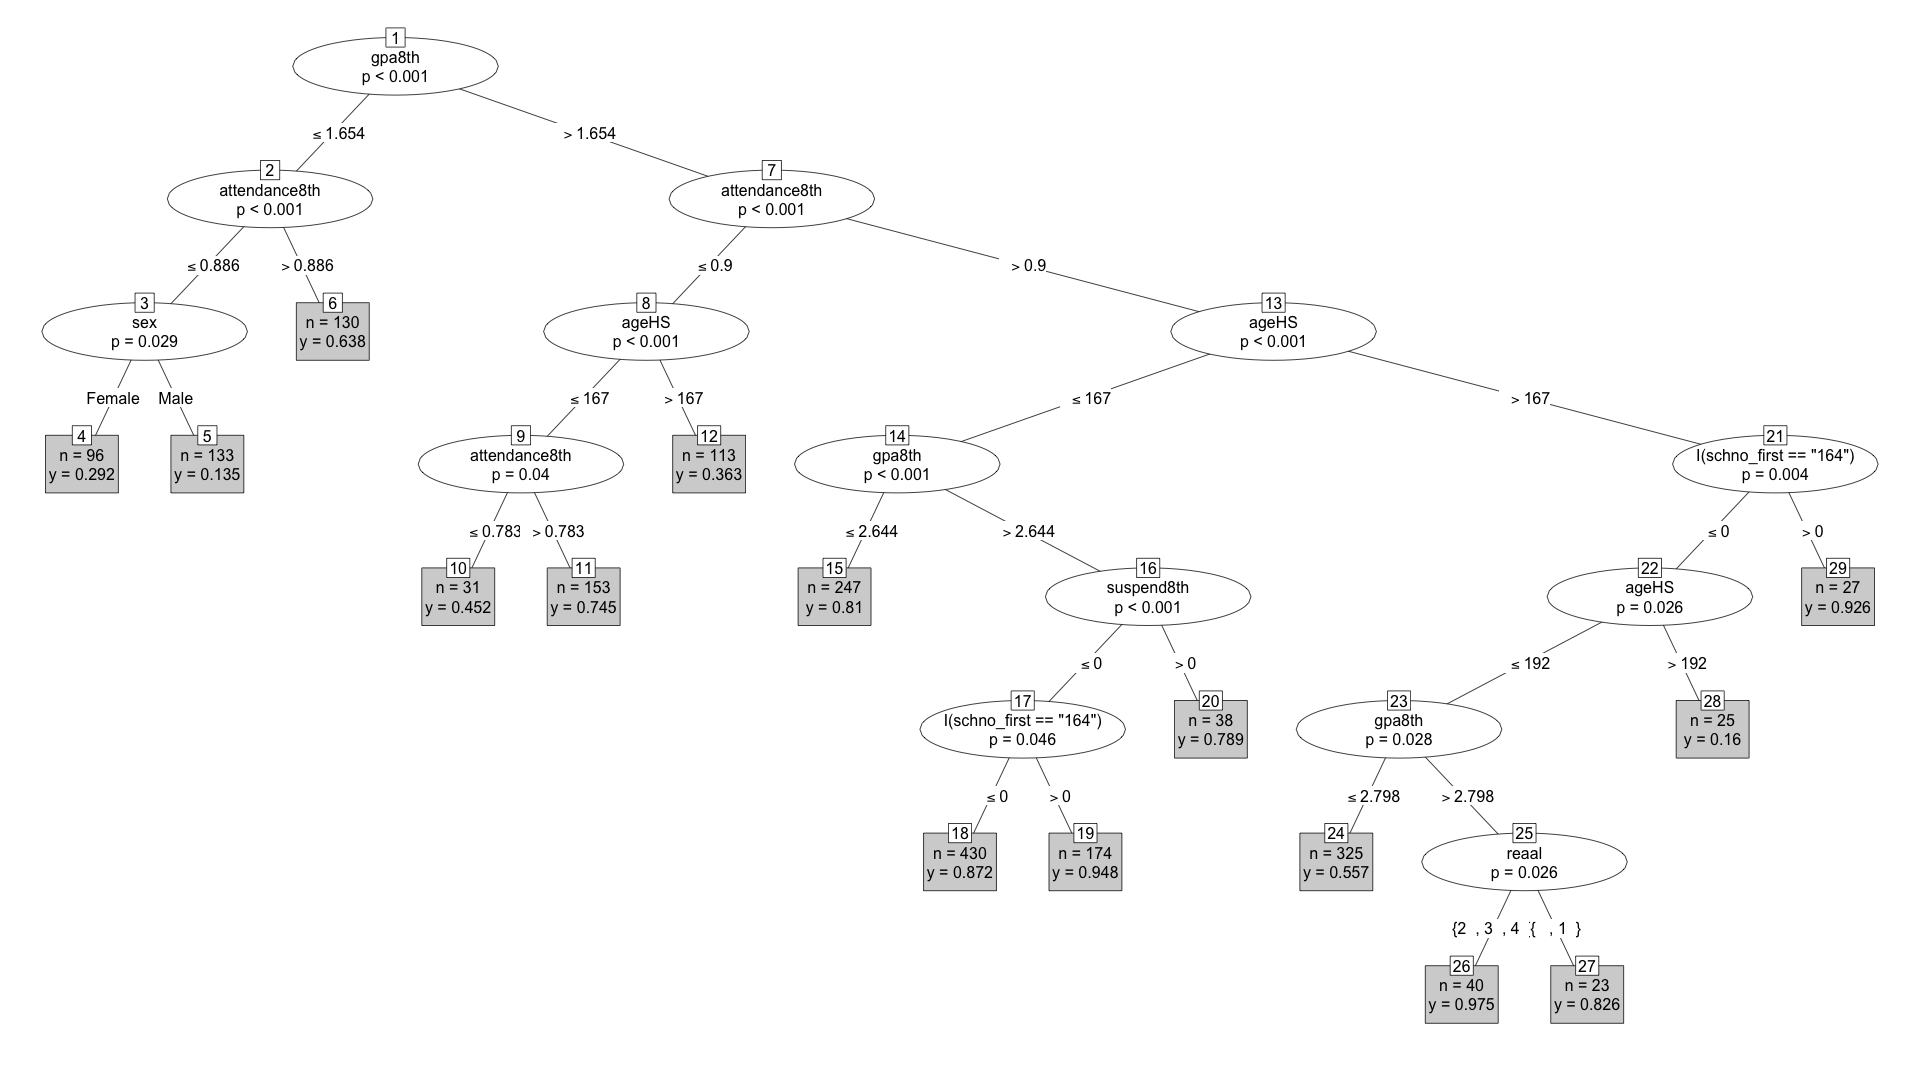 1
gpa8th
p < 0.001
≤ 1.654
> 1.654
2
attendance8th
p < 0.001
7
attendance8th
p < 0.001
≤ 0.886
> 0.886
≤ 0.9
> 0.9
3
sex
p = 0.029
6
n = 130
y = 0.638
8
ageHS
p < 0.001
13
ageHS
p < 0.001
Female
Male
≤ 167
> 167
≤ 167
> 167
4
n = 96
y = 0.292
5
n = 133
y = 0.135
9
attendance8th
p = 0.04
12
n = 113
y = 0.363
14
gpa8th
p < 0.001
21
I(schno_first == "164")
p = 0.004
≤ 0.783
> 0.783
≤ 2.644
> 2.644
≤ 0
> 0
10
n = 31
y = 0.452
11
n = 153
y = 0.745
15
n = 247
y = 0.81
16
suspend8th
p < 0.001
22
ageHS
p = 0.026
29
n = 27
y = 0.926
≤ 0
> 0
≤ 192
> 192
17
I(schno_first == "164")
p = 0.046
20
n = 38
y = 0.789
23
gpa8th
p = 0.028
28
n = 25
y = 0.16
≤ 0
> 0
≤ 2.798
> 2.798
18
n = 430
y = 0.872
19
n = 174
y = 0.948
24
n = 325
y = 0.557
25
reaal
p = 0.026
{2 , 3 , 4
{ , 1 }
26
n = 40
y = 0.975
27
n = 23
y = 0.826